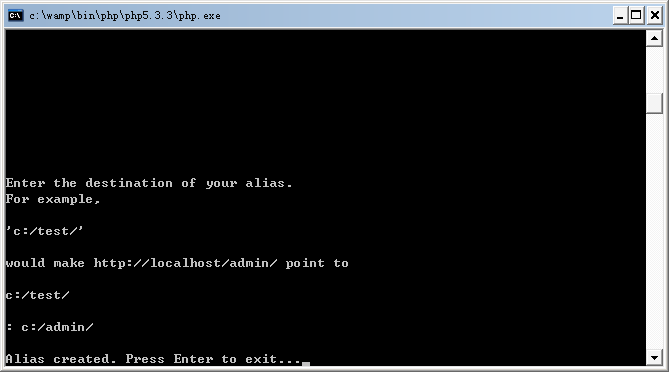 c:\wamp\bin\php\php5.3.3\php.exe
Enter the destination of your alias.
For example,
'c:/test/'
would make http://localhost/admin/ point to
c:/test/
: c:/admin/
Alias created. Press Enter to exit..._